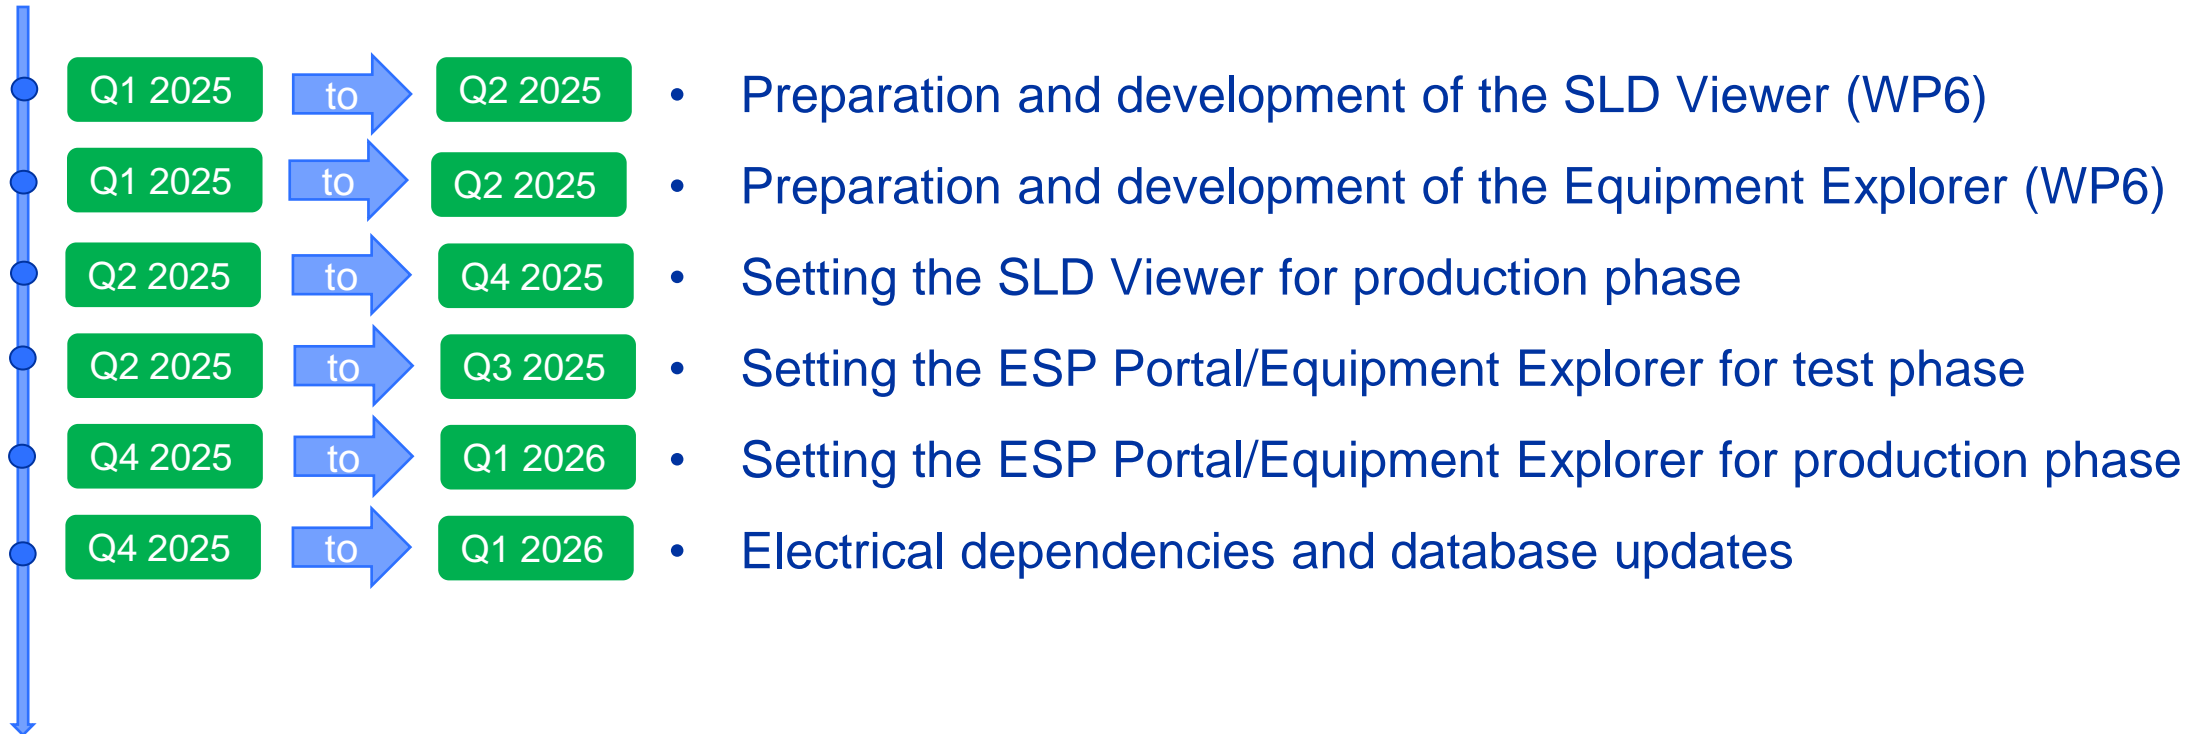 Q1 2025 to Q2 2025 • Preparation and development of the SLD Viewer (WP6)
Q1 2025 to Q2 2025 • Preparation and development of the Equipment Explorer (WP6)
Q2 2025 to Q4 2025 • Setting the SLD Viewer for production phase
Q2 2025 to Q3 2025 • Setting the ESP Portal/Equipment Explorer for test phase
Q4 2025 to Q1 2026 • Setting the ESP Portal/Equipment Explorer for production phase
Q4 2025 to Q1 2026 • Electrical dependencies and database updates